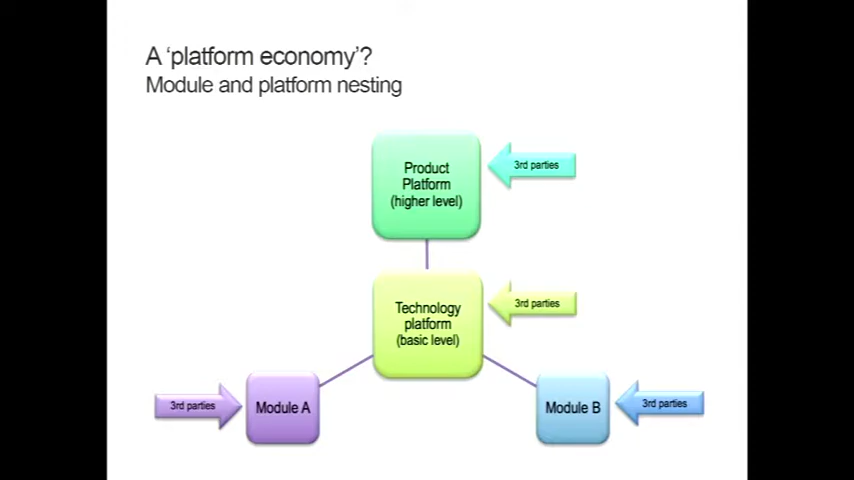 A ‘platform economy’?
Module and platform nesting
Product
Platform
(higher level)
3rd parties
Technology
platform
(basic level)
3rd parties
3rd parties
Module A
Module B
3rd parties